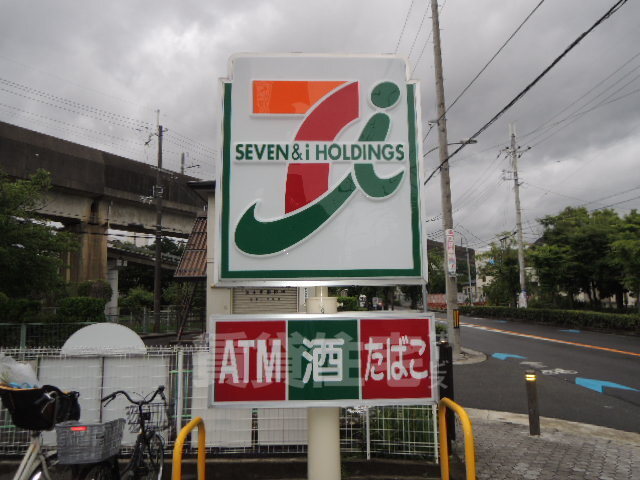 SEVEN & i HOLDINGS
ATM 酒 たばこ